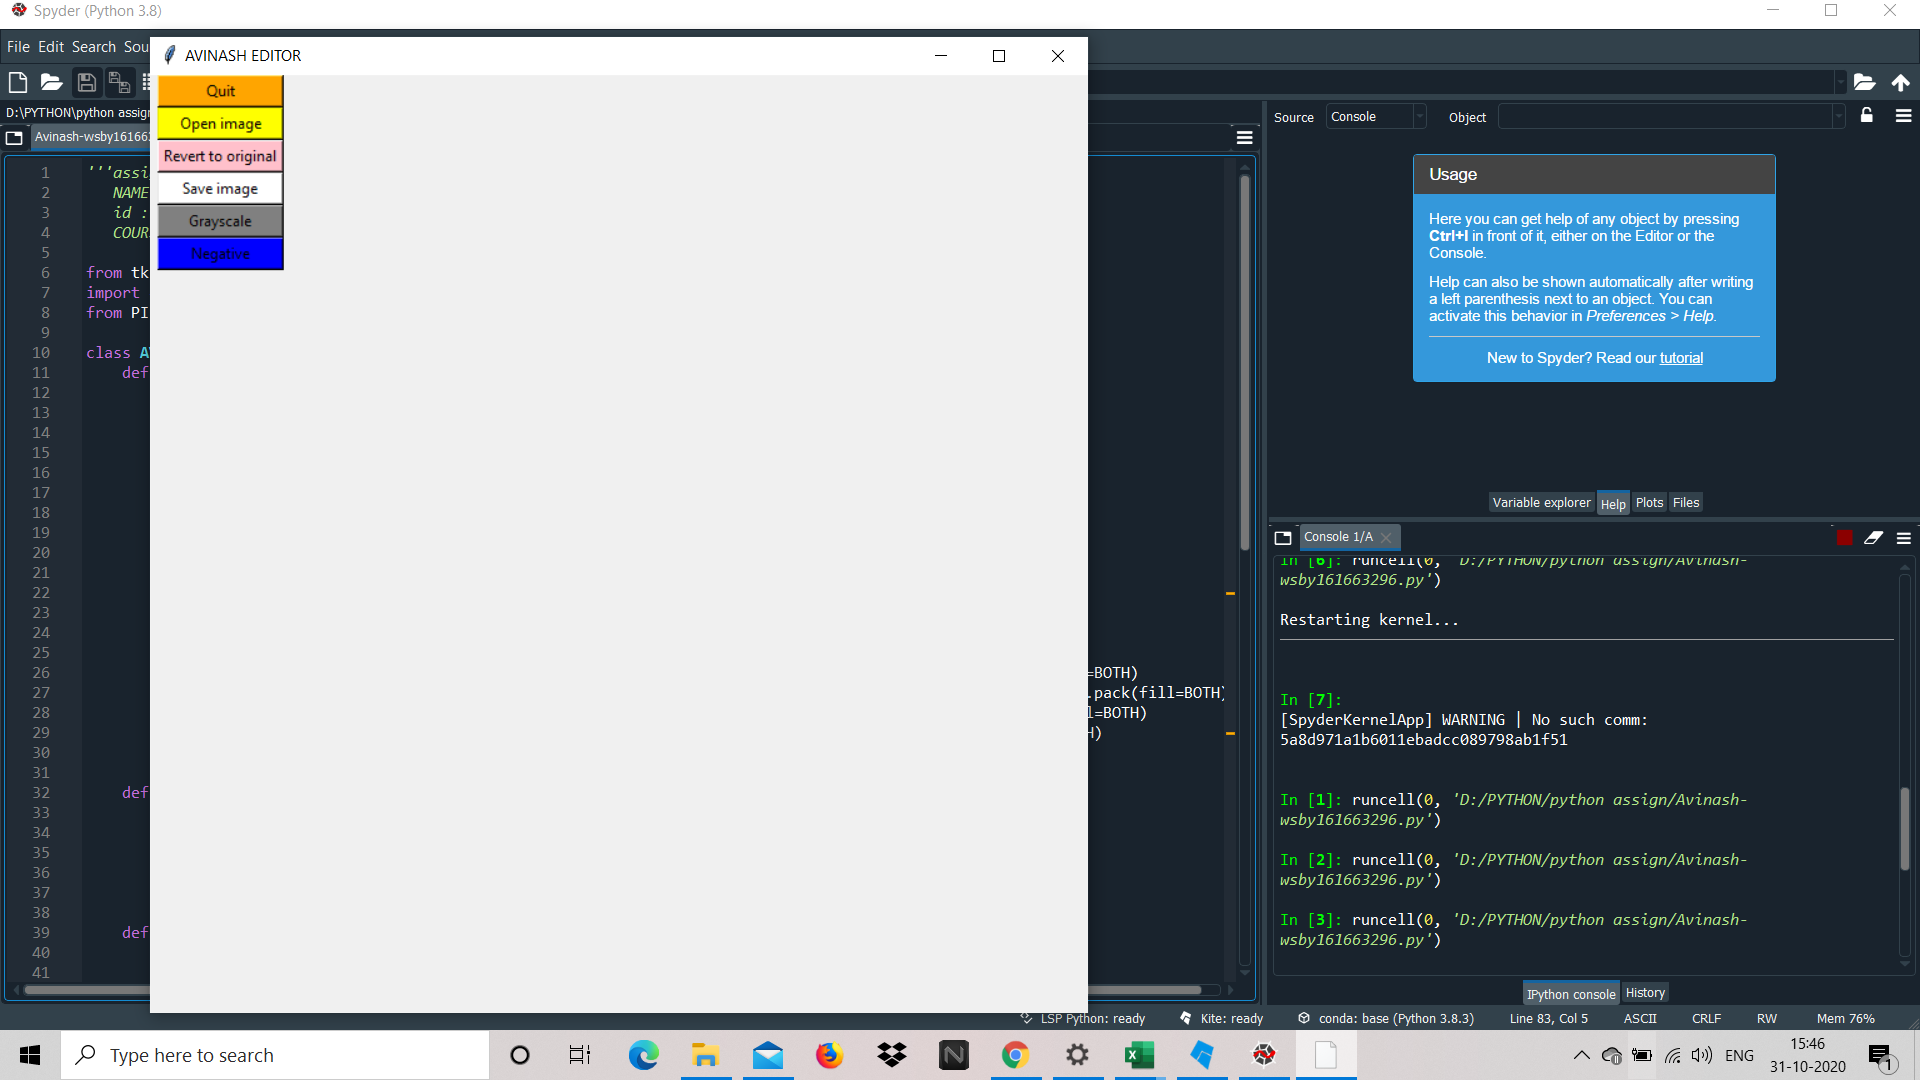 Spyder (Python 3.8)
File Edit Search Sou
AVINASH EDITOR
D:\PYTHON\python assig
Avinash-wsby16166
Quit
Open image
Revert to original
Save image
Grayscale
Negative
1 '''assi
2 NAME
3 id :
4 COUR
5
6 from tk
7 import
8 from PI
9
10 class A
11 def
12
13
14
15
16
17
18
19
20
21
22
23
24
25
26 =BOTH)
27 .pack(fill=BOTH)
28 l=BOTH)
29 H)
30
31
32 def
33
34
35
36
37
38
39 def
40
41
Source Console Object
Usage
Here you can get help of any object by pressing
Ctrl+I in front of it, either on the Editor or the
Console.
Help can also be shown automatically after writing
a left parenthesis next to an object. You can
activate this behavior in Preferences > Help.
New to Spyder? Read our tutorial
Variable explorer Help Plots Files
Console 1/A
In [6]: runcell(0, 'D:/PYTHON/python assign/Avinash-
wsby161663296.py')
Restarting kernel...
In [7]:
[SpyderKernelApp] WARNING | No such comm:
5a8d971a1b6011ebadcc089798ab1f51
In [1]: runcell(0, 'D:/PYTHON/python assign/Avinash-
wsby161663296.py')
In [2]: runcell(0, 'D:/PYTHON/python assign/Avinash-
wsby161663296.py')
In [3]: runcell(0, 'D:/PYTHON/python assign/Avinash-
wsby161663296.py')
IPython console History
LSP Python: ready Kite: ready conda: base (Python 3.8.3) Line 83, Col 5 ASCII CRLF RW Mem 76%
Type here to search
ENG
15:46
31-10-2020
1